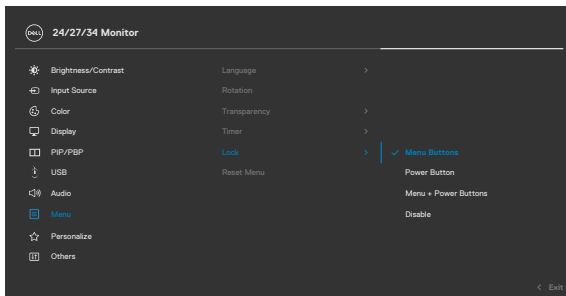 DELL 24/27/34 Monitor
Brightness/Contrast Language >
Input Source Rotation
Color Transparency >
Display Timer >
PIP/PBP Lock > ✓ Menu Buttons
USB Reset Menu Power Button
Audio Menu + Power Buttons
Menu Disable
Personalize
Others
< Exit